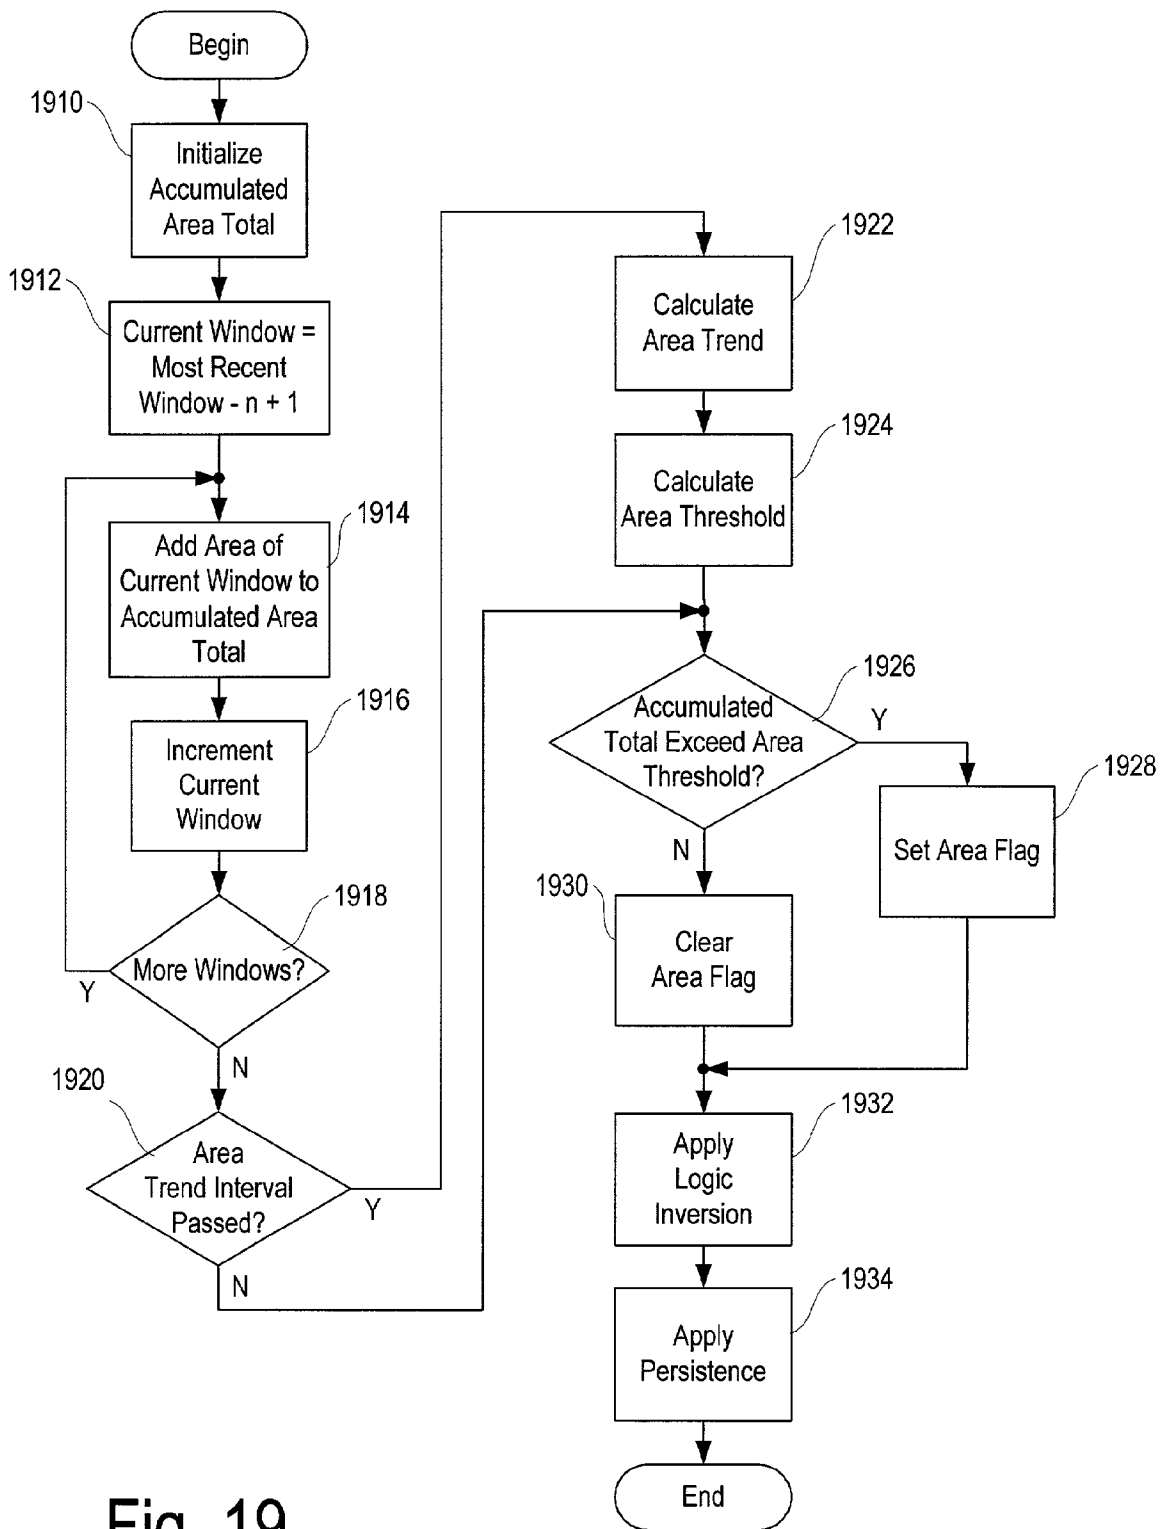 Begin
1910
Initialize
Accumulated
Area Total
1912
Current Window =
Most Recent
Window - n + 1
1914
Add Area of
Current Window to
Accumulated Area
Total
1916
Increment
Current
Window
1918
More Windows?
Y
N
1920
Area
Trend Interval
Passed?
Y
N
1922
Calculate
Area Trend
1924
Calculate
Area Threshold
1926
Accumulated
Total Exceed Area
Threshold?
Y
N
1928
Set Area Flag
1930
Clear
Area Flag
1932
Apply
Logic
Inversion
1934
Apply
Persistence
End
Fig. 19